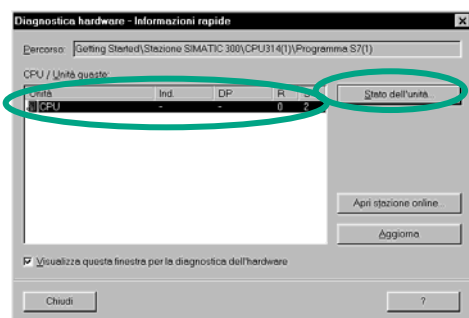 Diagnostica hardware - Informazioni rapide
Percorso: Getting Started\Stazione SIMATIC 300\CPU314(1)\Programma S7(1)
CPU / Unità guaste:
Unità Ind. DP R S
CPU - - 0 2
Stato dell'unità...
Apri stazione online...
Aggiorna
Visualizza questa finestra per la diagnostica dell'hardware
Chiudi ?